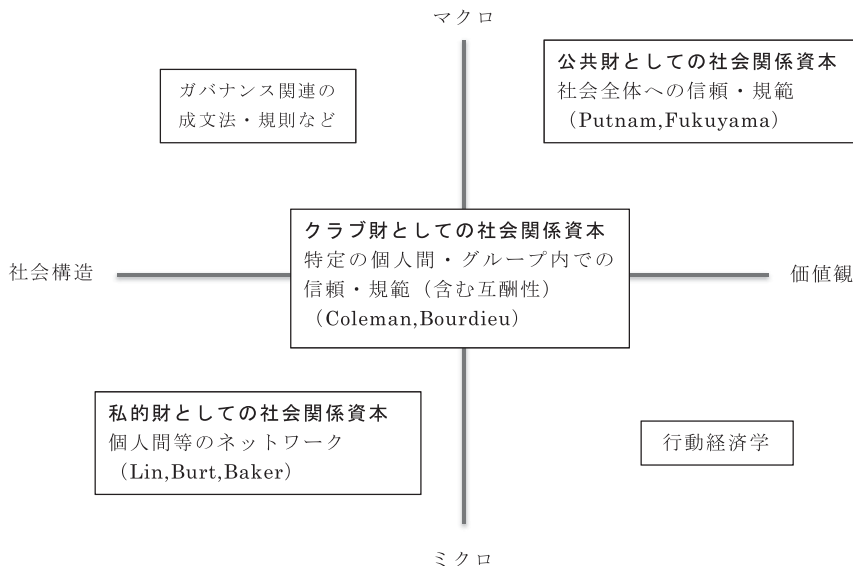 マクロ
公共財としての社会関係資本
社会全体への信頼・規範
（Putnam,Fukuyama）
ガバナンス関連の
成文法・規則など
クラブ財としての社会関係資本
特定の個人間・グループ内での
信頼・規範（含む互酬性）
（Coleman,Bourdieu）
社会構造
価値観
私的財としての社会関係資本
個人間等のネットワーク
（Lin,Burt,Baker）
行動経済学
ミクロ